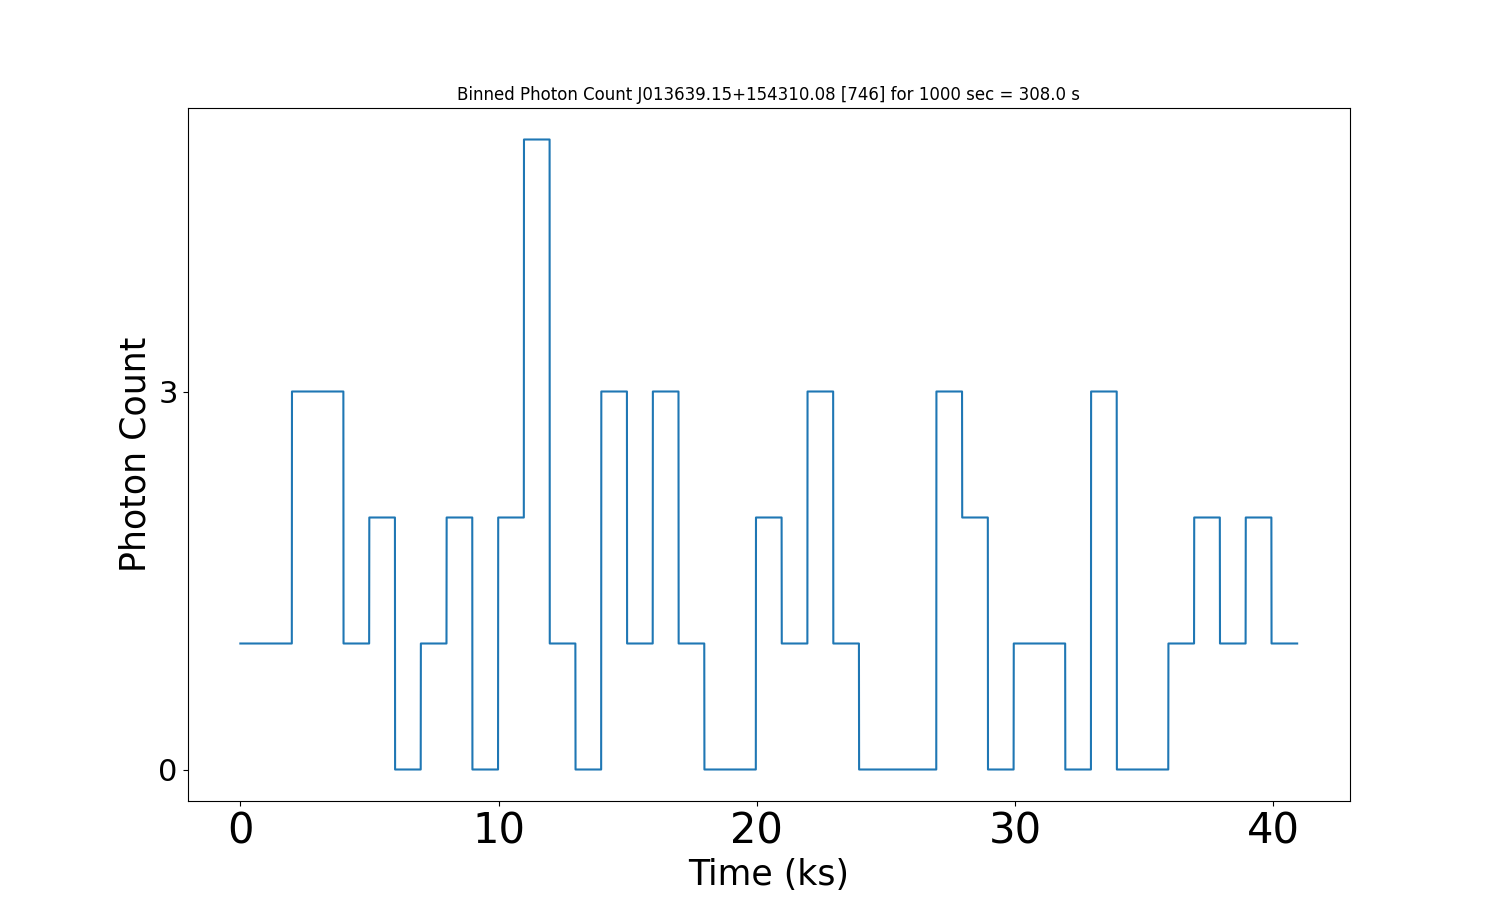 Binned Photon Count J013639.15+154310.08 [746] for 1000 sec = 308.0 s
Photon Count
3
0
0 10 20 30 40
Time (ks)